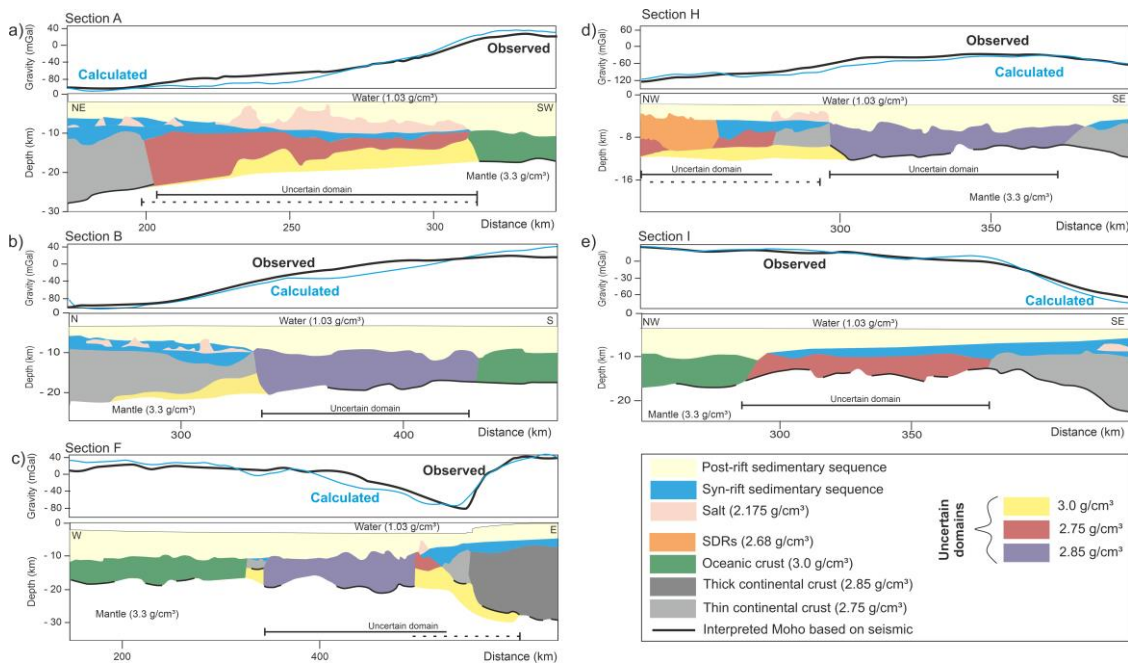 a) Section A
Gravity (mGal)
40
0
- 40
- 80
Observed
Calculated
Water (1.03 g/cm³)
NE
SW
Depth (km)
0
- 10
- 20
- 30
Mantle (3.3 g/cm³)
Uncertain domain
200
250
300
Distance (km)
b) Section B
Gravity (mGal)
40
0
- 40
- 80
Observed
Calculated
Water (1.03 g/cm³)
N
S
Depth (km)
0
- 10
- 20
Mantle (3.3 g/cm³)
Uncertain domain
300
400
Distance (km)
c) Section F
Gravity (mGal)
40
0
- 40
- 80
Observed
Calculated
Water (1.03 g/cm³)
W
E
Depth (km)
0
- 10
- 20
- 30
Mantle (3.3 g/cm³)
Uncertain domain
200
400
500
Distance (km)
d) Section H
Gravity (mGal)
60
0
- 60
- 120
Observed
Calculated
Water (1.03 g/cm³)
NW
SE
Depth (km)
0
- 8
- 16
Uncertain domain
Mantle (3.3 g/cm³)
300
350
Distance (km)
e) Section I
Gravity (mGal)
0
-30
- 60
Observed
Calculated
Water (1.03 g/cm³)
NW
SE
Depth (km)
0
- 10
- 20
Mantle (3.3 g/cm³)
Uncertain domain
300
350
Distance (km)
Post-rift sedimentary sequence
Syn-rift sedimentary sequence
Salt (2.175 g/cm³)
SDRs (2.68 g/cm³)
Oceanic crust (3.0 g/cm³)
Thick continental crust (2.85 g/cm³)
Thin continental crust (2.75 g/cm³)
Interpreted Moho based on seismic
Uncertain
domains
3.0 g/cm³
2.75 g/cm³
2.85 g/cm³